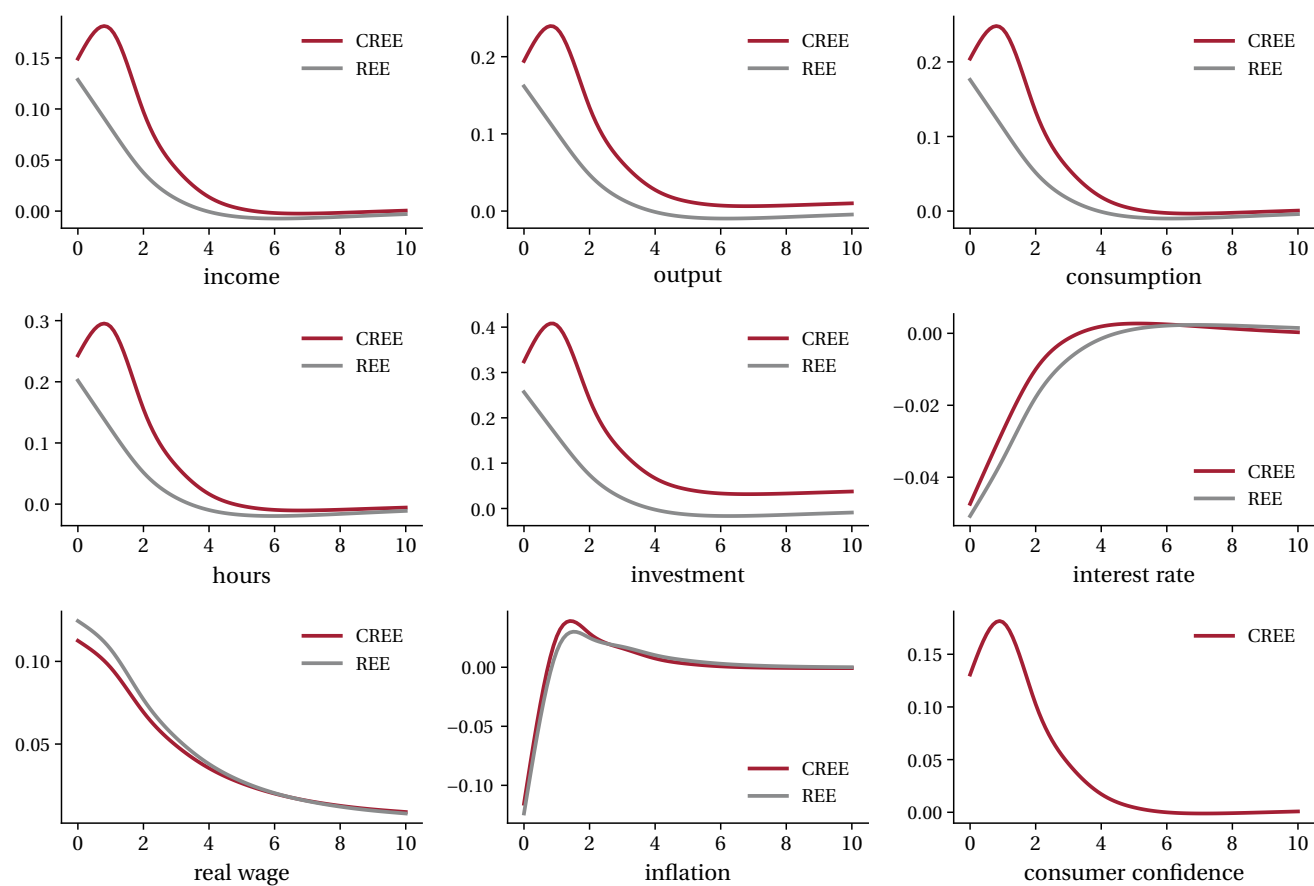 0.15
0.10
0.05
0.00
CREE
REE
0 2 4 6 8 10
income
0.2
0.1
0.0
CREE
REE
0 2 4 6 8 10
output
0.2
0.1
0.0
CREE
REE
0 2 4 6 8 10
consumption
0.3
0.2
0.1
0.0
CREE
REE
0 2 4 6 8 10
hours
0.4
0.3
0.2
0.1
0.0
CREE
REE
0 2 4 6 8 10
investment
0.00
−0.02
−0.04
CREE
REE
0 2 4 6 8 10
interest rate
0.10
0.05
CREE
REE
0 2 4 6 8 10
real wage
0.00
−0.05
−0.10
CREE
REE
0 2 4 6 8 10
inflation
0.15
0.10
0.05
0.00
CREE
0 2 4 6 8 10
consumer confidence